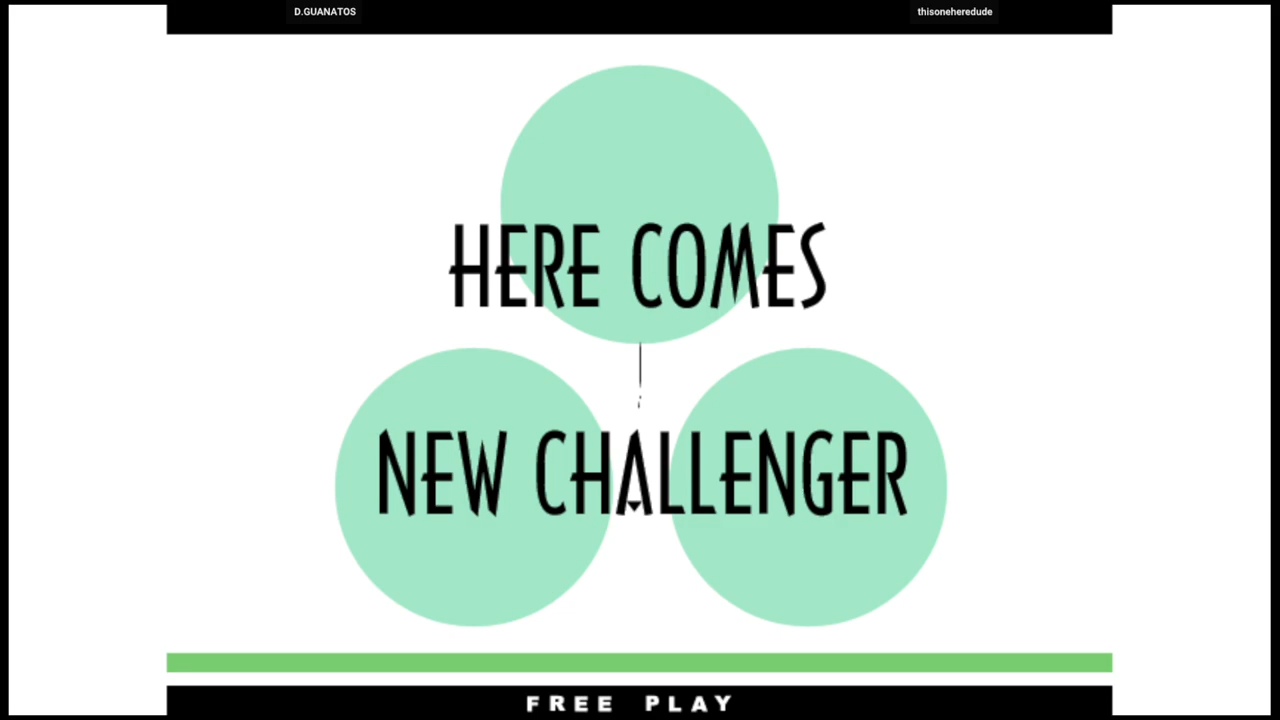 D.GUANATOS
thisoneheredude
HERE COMES
NEW CHALLENGER
FREE PLAY